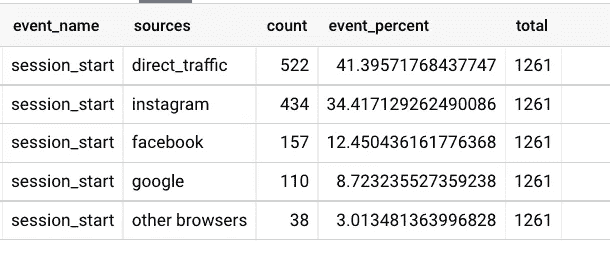 event_name sources count event_percent total
session_start direct_traffic 522 41.39571768437747 1261
session_start instagram 434 34.417129262490086 1261
session_start facebook 157 12.450436161776368 1261
session_start google 110 8.723235527359238 1261
session_start other browsers 38 3.013481363996828 1261